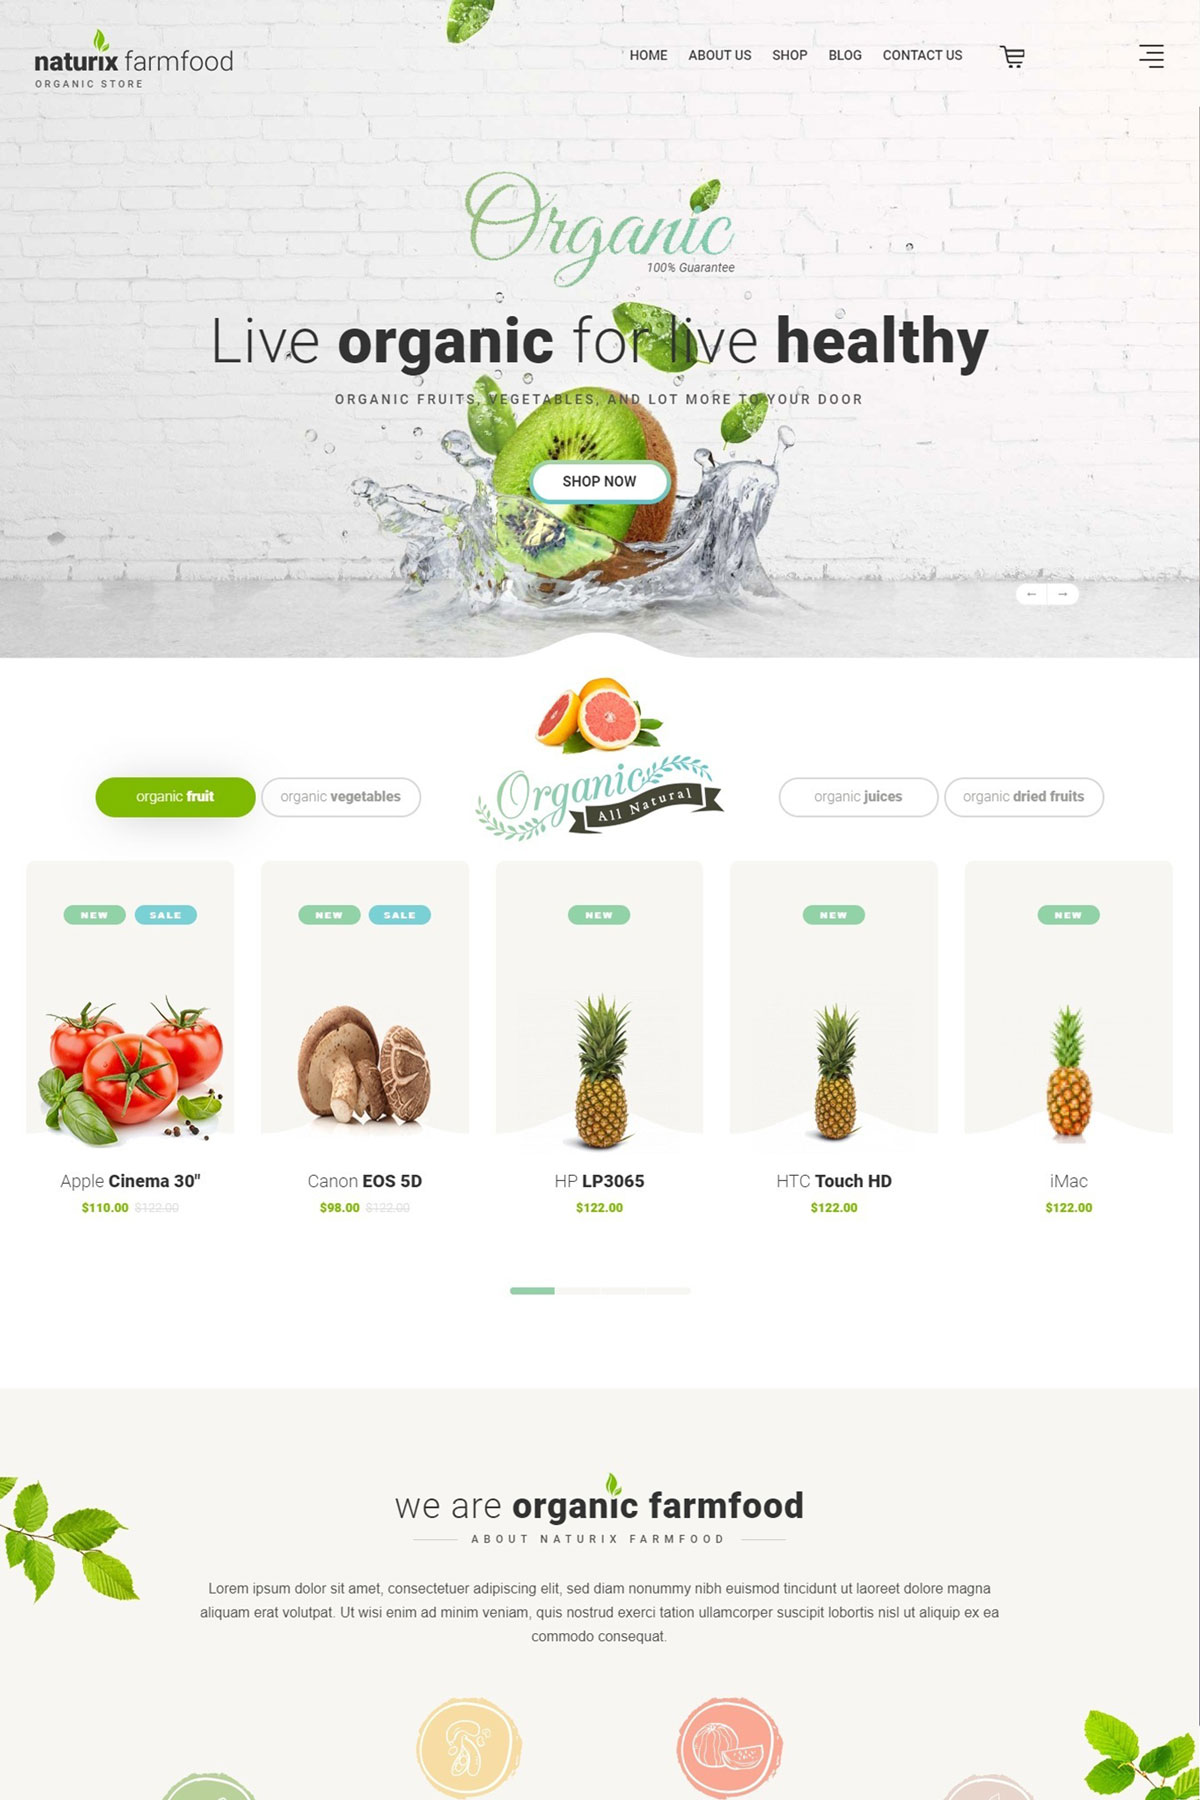 naturix farmfood
ORGANIC STORE
HOME ABOUT US SHOP BLOG CONTACT US
Organic
100% Guarantee
Live organic for live healthy
ORGANIC FRUITS, VEGETABLES, AND LOT MORE TO YOUR DOOR
SHOP NOW
organic fruit
organic vegetables
Organic
All Natural
organic juices
organic dried fruits
NEW SALE
NEW SALE
NEW
NEW
NEW
Apple Cinema 30"
$110.00 $122.00
Canon EOS 5D
$98.00 $122.00
HP LP3065
$122.00
HTC Touch HD
$122.00
iMac
$122.00
we are organic farmfood
ABOUT NATURIX FARMFOOD
Lorem ipsum dolor sit amet, consectetuer adipiscing elit, sed diam nonummy nibh euismod tincidunt ut laoreet dolore magna
aliquam erat volutpat. Ut wisi enim ad minim veniam, quis nostrud exerci tation ullamcorper suscipit lobortis nisl ut aliquip ex ea
commodo consequat.